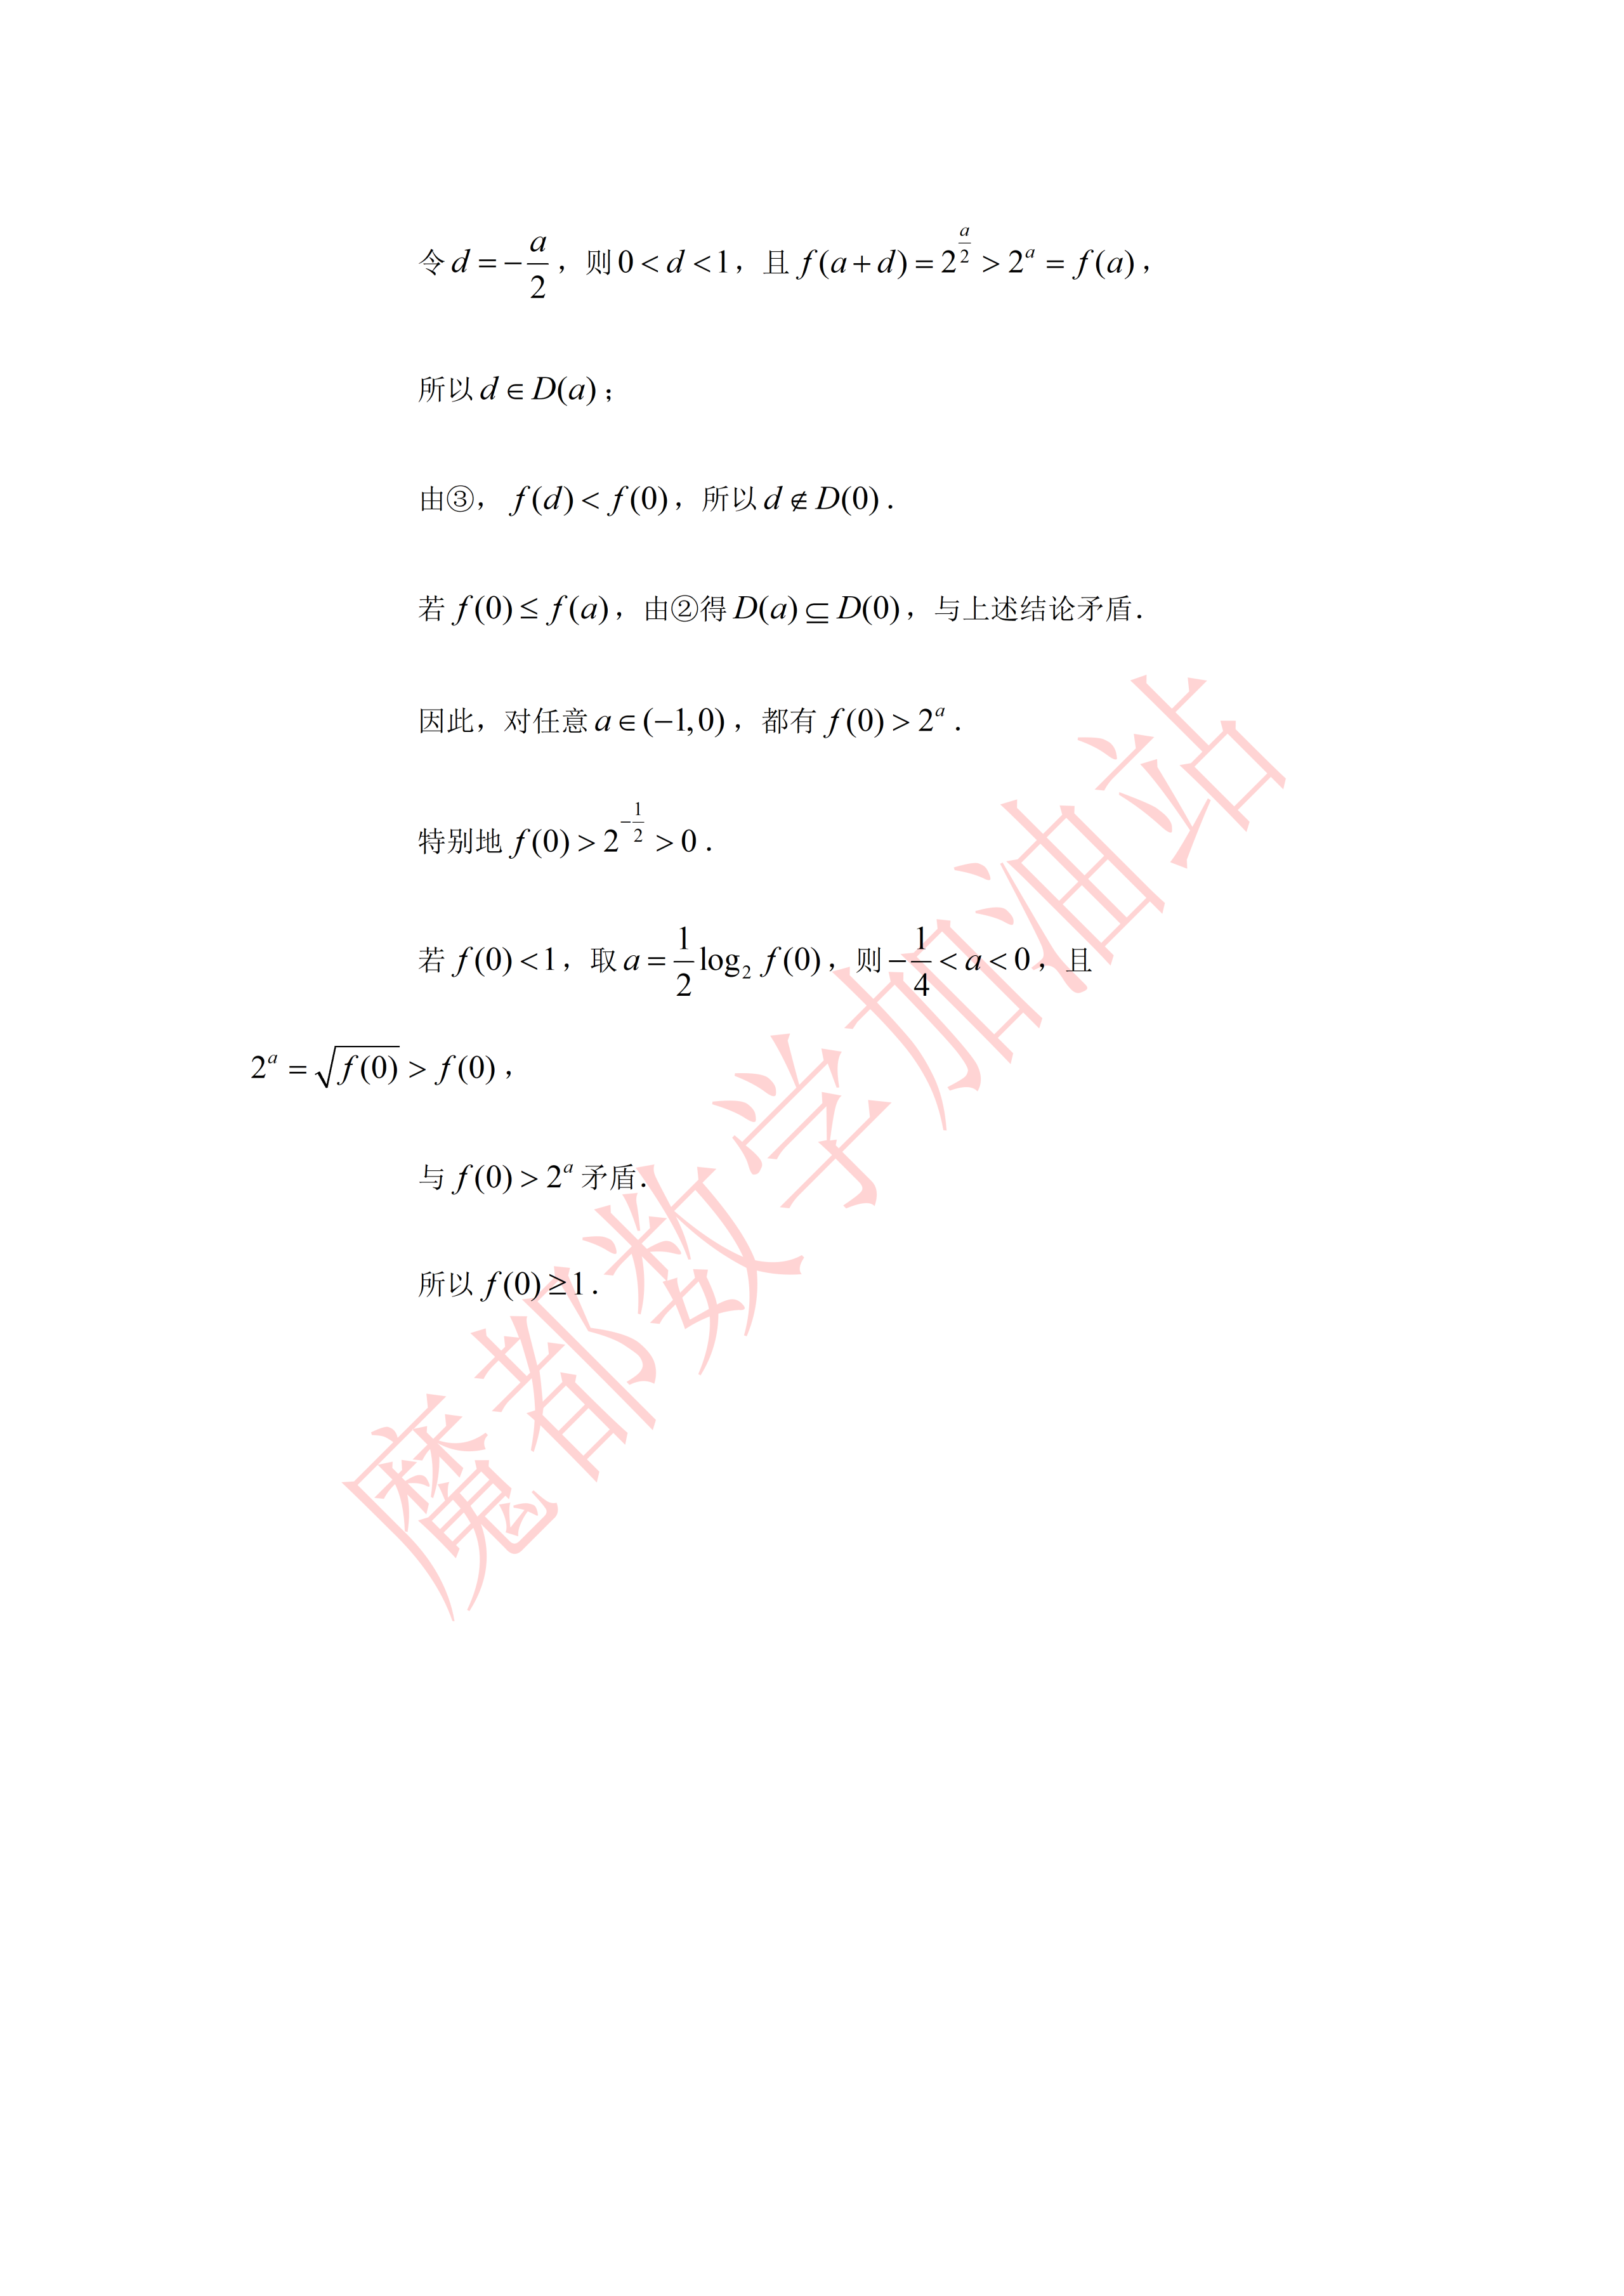 令 $d=-\frac{a}{2}$，则 $0<d<1$，且 $f(a+d)=2^{\frac{a}{2}}>2^{a}=f(a)$，
所以 $d\in D(a)$；
由③，$f(d)<f(0)$，所以 $d\notin D(0)$．
若 $f(0)\leq f(a)$，由②得 $D(a)\subseteq D(0)$，与上述结论矛盾．
因此，对任意 $a\in(-1,0)$，都有 $f(0)>2^{a}$．
特别地 $f(0)>2^{-\frac{1}{2}}>0$．
若 $f(0)<1$，取 $a=\frac{1}{2}\log_{2}f(0)$，则 $-\frac{1}{4}<a<0$，且
$2^{a}=\sqrt{f(0)}>f(0)$，
与 $f(0)>2^{a}$ 矛盾．
所以 $f(0)\geq 1$．
魔都数学加油站